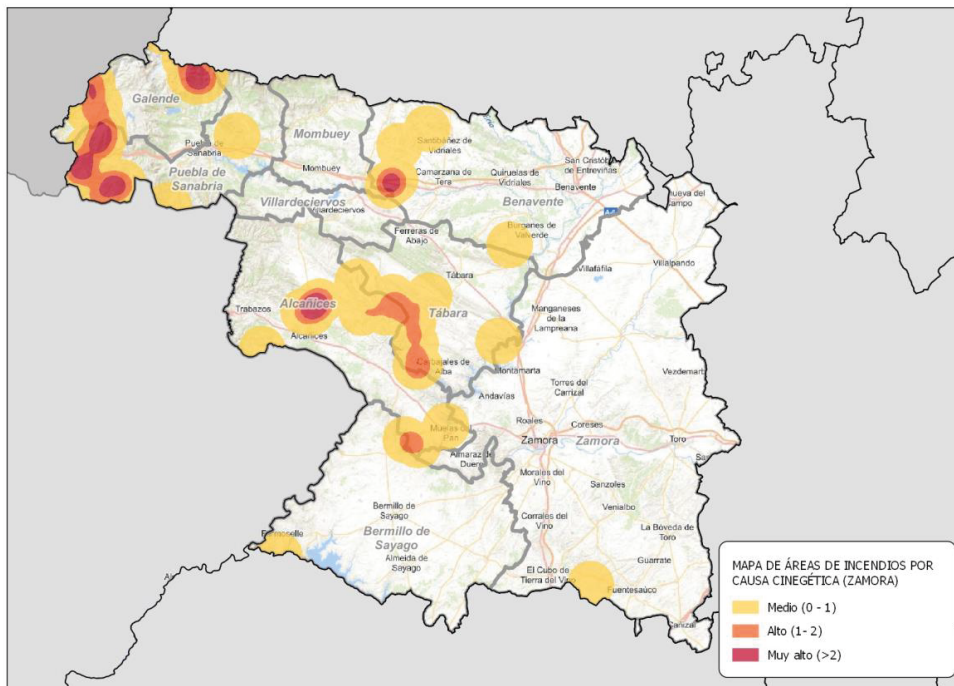 Galende
Puebla de
Sanabria
Puebla de
Sanabria
Mombuey
Mombuey
Santibáñez de
Vidriales
Camarzana de
Tera
Quiruelas de
Vidriales
San Cristóbal
de Entreviñas
Benavente
Benavente
Villardeciervos
Villardeciervos
Ferreras de
Abajo
Burganes de
Valverde
Villalpando
Villafáfila
Tábara
Tábara
Manganeses
de la
Lampreana
Trabazos
Alcañices
Alcañices
Carbajales de
Alba
Montamarta
Vezdemart
Torres del
Carrizal
Andavías
Roales
Coreses
Muelas del
Pan
Zamora
Zamora
Toro
Almaraz de
Duero
Morales del
Vino
Sanzoles
Venialbo
Bermillo de
Sayago
Corrales del
Vino
La Bóveda de
Toro
Bermillo de
Sayago
Fermoselle
Almeida de
Sayago
Guarrate
El Cubo de
Tierra del Vino
Fuentesaúco
Cañizal
MAPA DE ÁREAS DE INCENDIOS POR
CAUSA CINEGÉTICA (ZAMORA)
Medio (0 - 1)
Alto (1- 2)
Muy alto (>2)